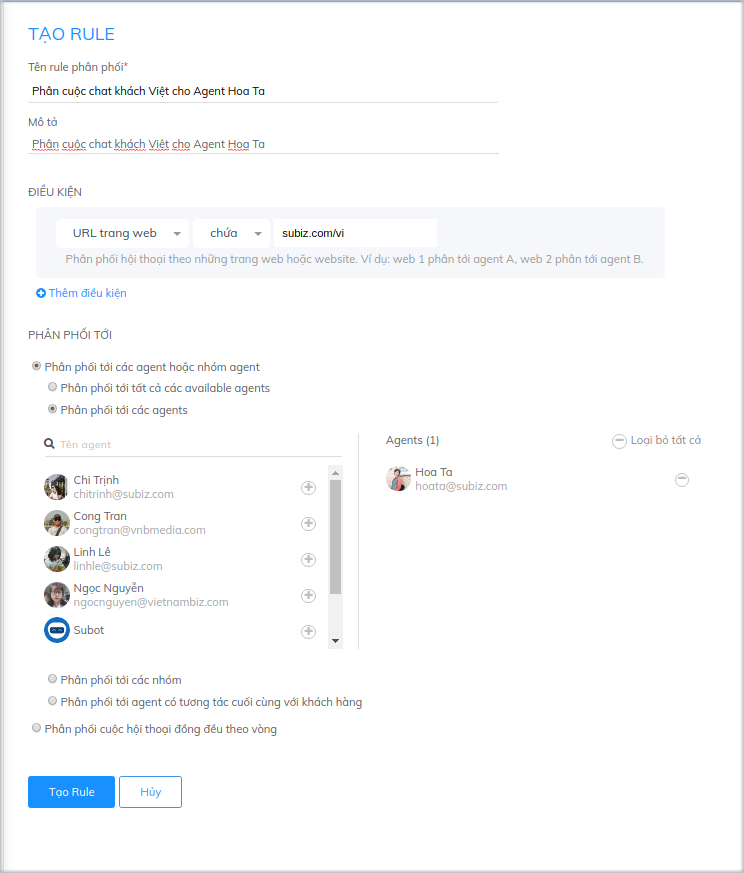 TẠO RULE
Tên rule phân phối*
Phân cuộc chat khách Việt cho Agent Hoa Ta
Mô tả
Phân cuộc chat khách Việt cho Agent Hoa Ta
ĐIỀU KIỆN
URL trang web chứa subiz.com/vi
Phân phối hội thoại theo những trang web hoặc website. Ví dụ: web 1 phân tới agent A, web 2 phân tới agent B.
Thêm điều kiện
PHÂN PHỐI TỚI
Phân phối tới các agent hoặc nhóm agent
Phân phối tới tất cả các available agents
Phân phối tới các agents
Tên agent
Chi Trịnh
chitrinh@subiz.com
Cong Tran
congtran@vnbmedia.com
Linh Lê
linhle@subiz.com
Ngọc Nguyễn
ngocnguyen@vietnambiz.com
Subot
Agents (1) Loại bỏ tất cả
Hoa Ta
hoata@subiz.com
Phân phối tới các nhóm
Phân phối tới agent có tương tác cuối cùng với khách hàng
Phân phối cuộc hội thoại đồng đều theo vòng
Tạo Rule Hủy